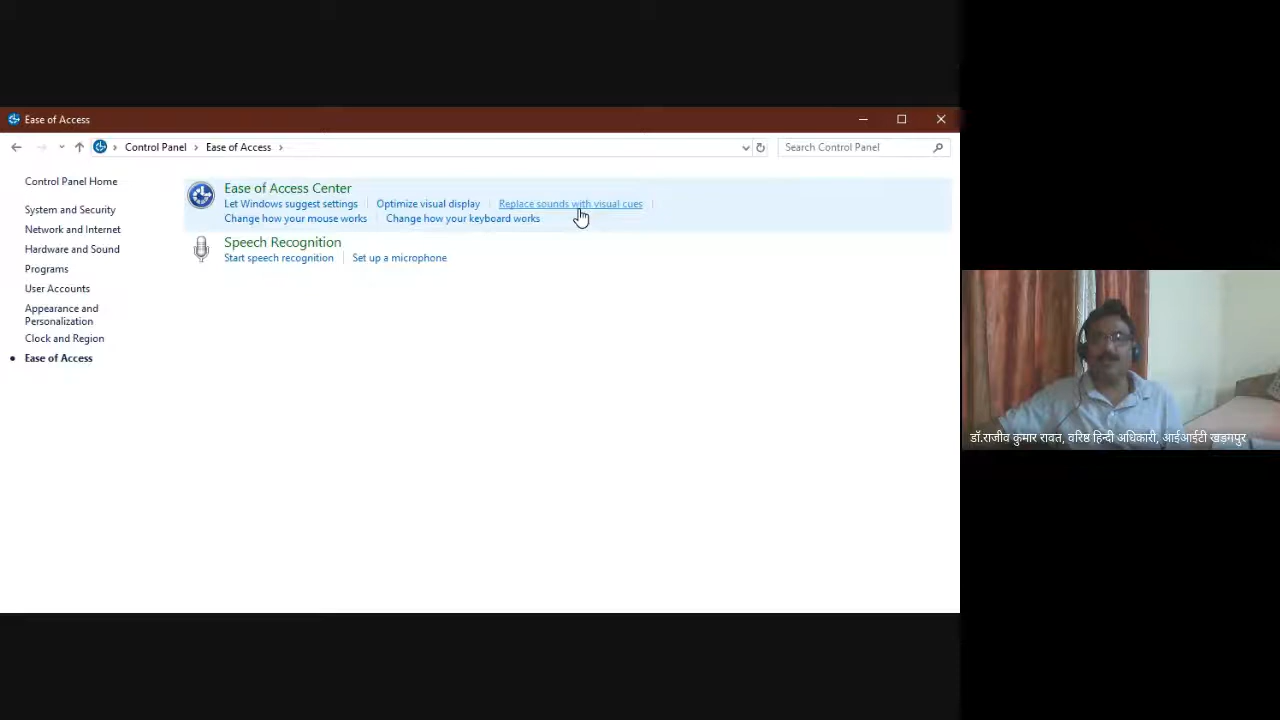 Ease of Access
Control Panel > Ease of Access >
Search Control Panel
Control Panel Home
System and Security
Network and Internet
Hardware and Sound
Programs
User Accounts
Appearance and
Personalization
Clock and Region
Ease of Access
Ease of Access Center
Let Windows suggest settings Optimize visual display Replace sounds with visual cues
Change how your mouse works Change how your keyboard works
Speech Recognition
Start speech recognition Set up a microphone
डॉ.राजीव कुमार रावत, वरिष्ठ हिन्दी अधिकारी, आईआईटी खड़गपुर